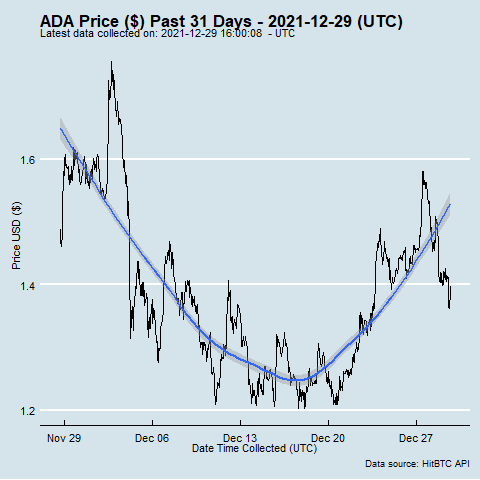 ADA Price ($) Past 31 Days - 2021-12-29 (UTC)
Latest data collected on: 2021-12-29 16:00:08 - UTC
Price USD ($)
1.6
1.4
1.2
Nov 29 Dec 06 Dec 13 Dec 20 Dec 27
Date Time Collected (UTC)
Data source: HitBTC API